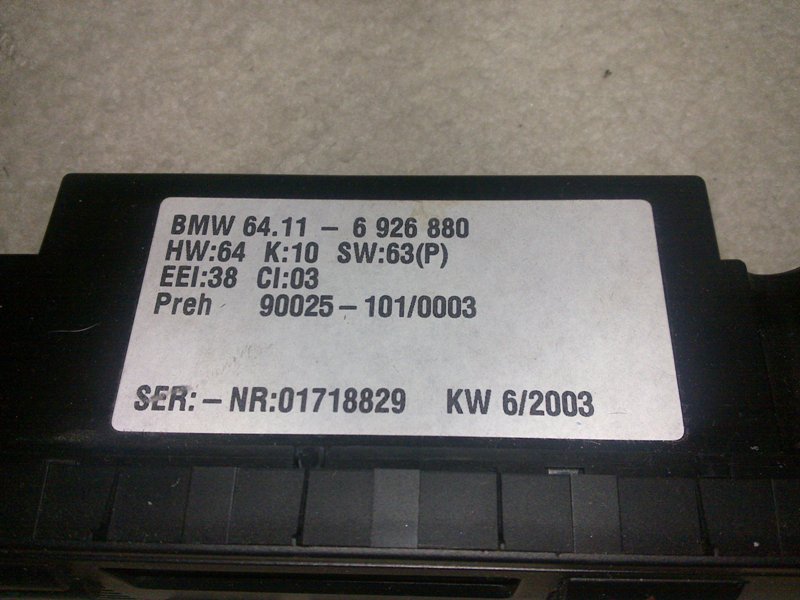 BMW 64.11 - 6 926 880
HW:64 K:10 SW:63(P)
EEI:38 CI:03
Preh 90025-101/0003
SER:-NR:01718829 KW 6/2003